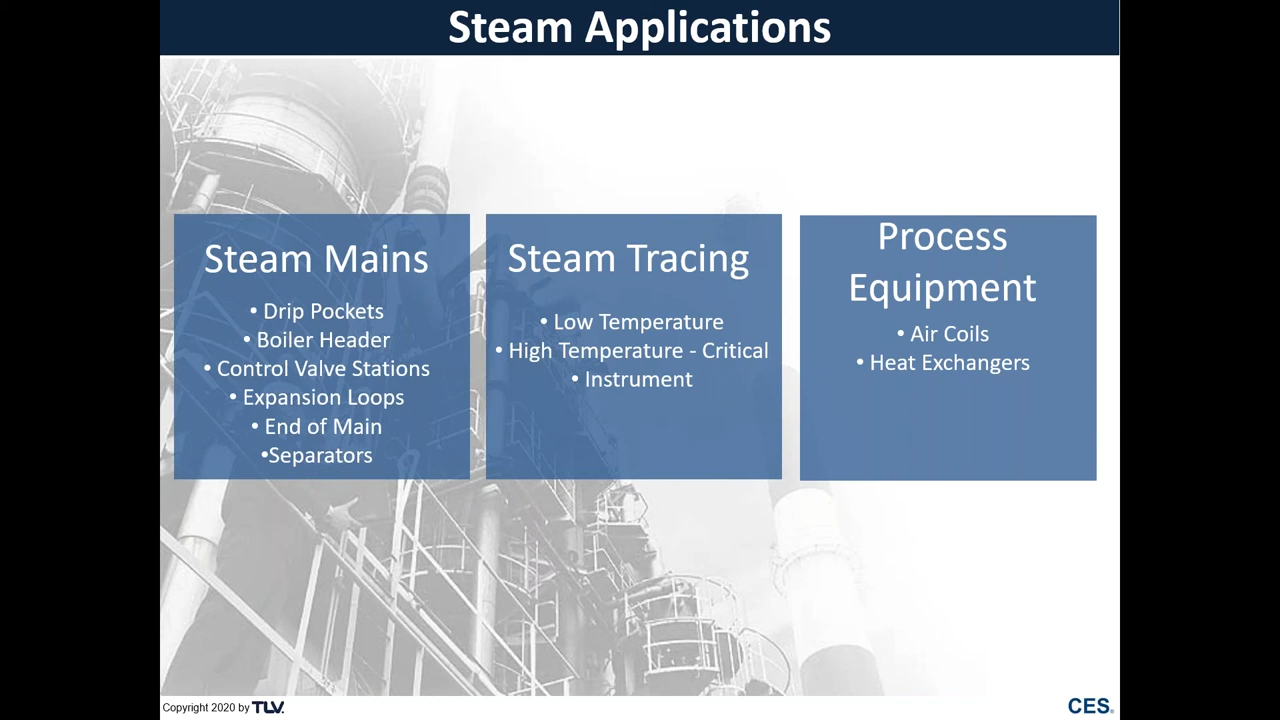 Steam Applications
Steam Mains
• Drip Pockets
• Boiler Header
• Control Valve Stations
• Expansion Loops
• End of Main
•Separators
Steam Tracing
• Low Temperature
• High Temperature - Critical
• Instrument
Process
Equipment
• Air Coils
• Heat Exchangers
Copyright 2020 by TLV.
CES®